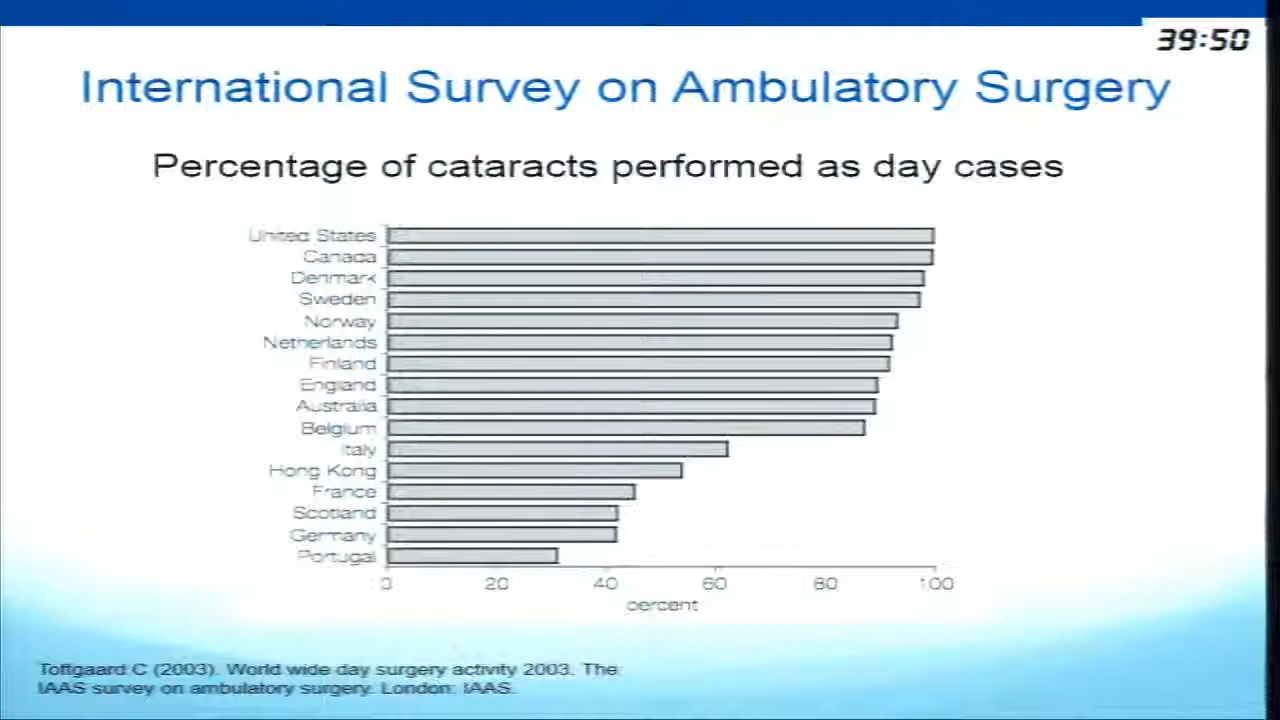 39:50
International Survey on Ambulatory Surgery
Percentage of cataracts performed as day cases
United States
Canada
Denmark
Sweden
Norway
Netherlands
Finland
England
Australia
Belgium
Italy
Hong Kong
France
Scotland
Germany
Portugal
0 20 40 60 80 100
percent
Toftgaard C (2003). World wide day surgery activity 2003. The
IAAS survey on ambulatory surgery. London: IAAS.